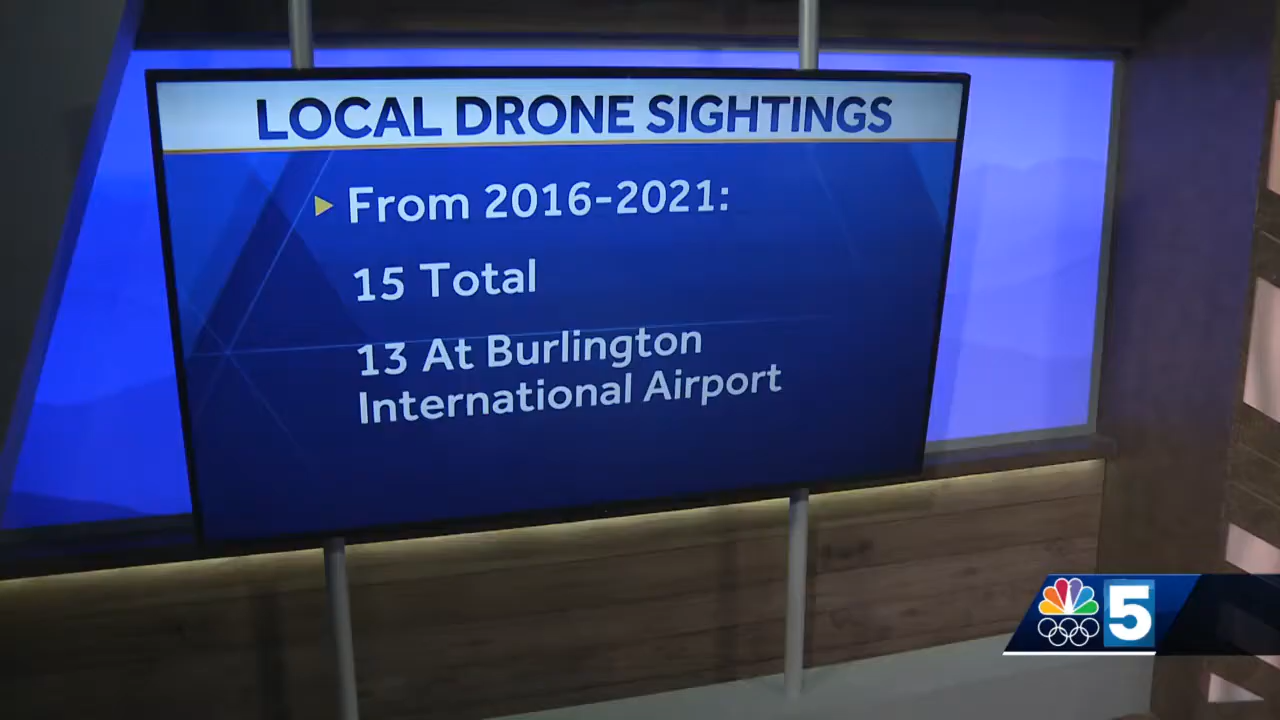 LOCAL DRONE SIGHTINGS
From 2016-2021:
15 Total
13 At Burlington
International Airport
5